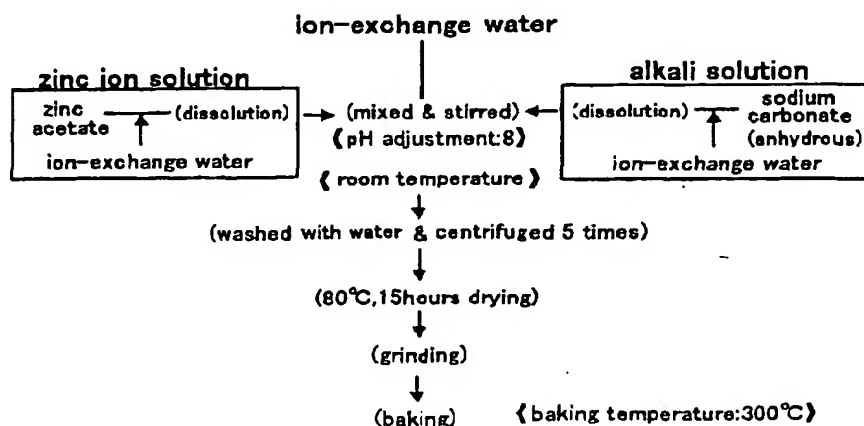 ion-exchange water
zinc ion solution
alkali solution
zinc acetate
(dissolution)
ion-exchange water
(mixed & stirred)
《pH adjustment:8》
(dissolution)
sodium carbonate
(anhydrous)
ion-exchange water
《room temperature》
(washed with water & centrifuged 5 times)
(80°C,15hours drying)
(grinding)
(baking)
《baking temperature:300°C》